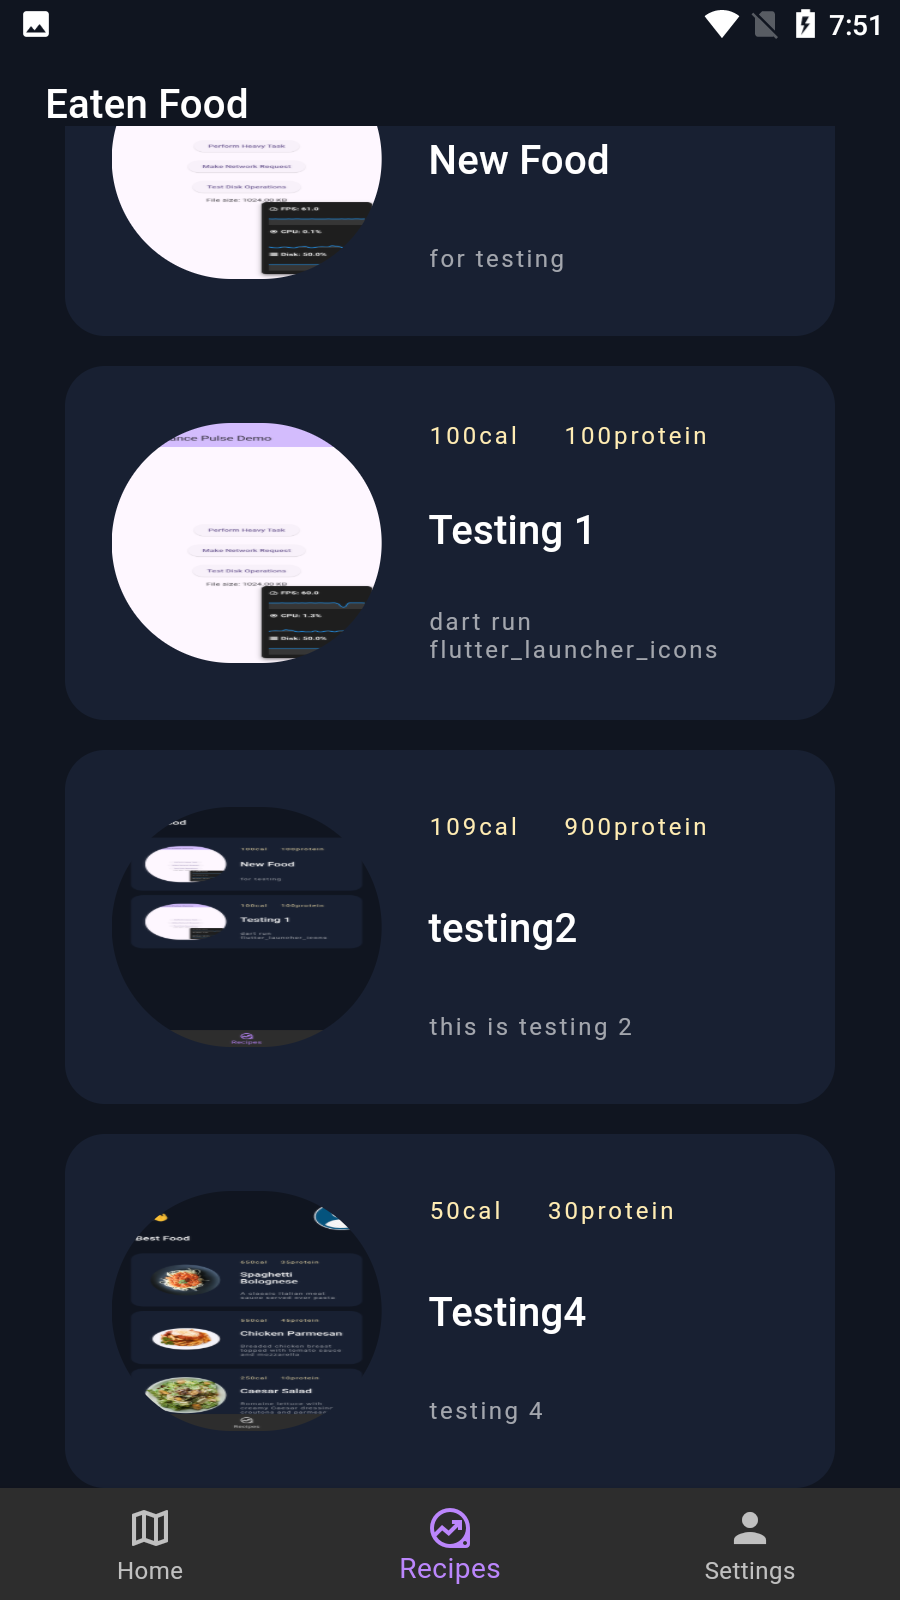 7:51
Eaten Food
Perform Heavy Task
Make Network Request
Test Disk Operations
File size: 1024.00 KB
FPS: 61.0
CPU: 0.1%
Disk: 50.0%
New Food
for testing
ance Pulse Demo
Perform Heavy Task
Make Network Request
Test Disk Operations
File size: 1024.00 KB
FPS: 60.0
CPU: 1.3%
Disk: 50.0%
100cal 100protein
Testing 1
dart run
flutter_launcher_icons
ood
100cal 100protein
New Food
for testing
100cal 100protein
Testing 1
dart run
flutter_launcher_icons
Recipes
109cal 900protein
testing2
this is testing 2
Best Food
650cal 35protein
Spaghetti
Bolognese
A classic Italian meat
sauce served over pasta
550cal 45protein
Chicken Parmesan
Breaded chicken breast
topped with tomato sauce
and mozzarella
250cal 10protein
Caesar Salad
Romaine lettuce with
creamy Caesar dressing
croutons and parmesan
Recipes
50cal 30protein
Testing4
testing 4
Home
Recipes
Settings